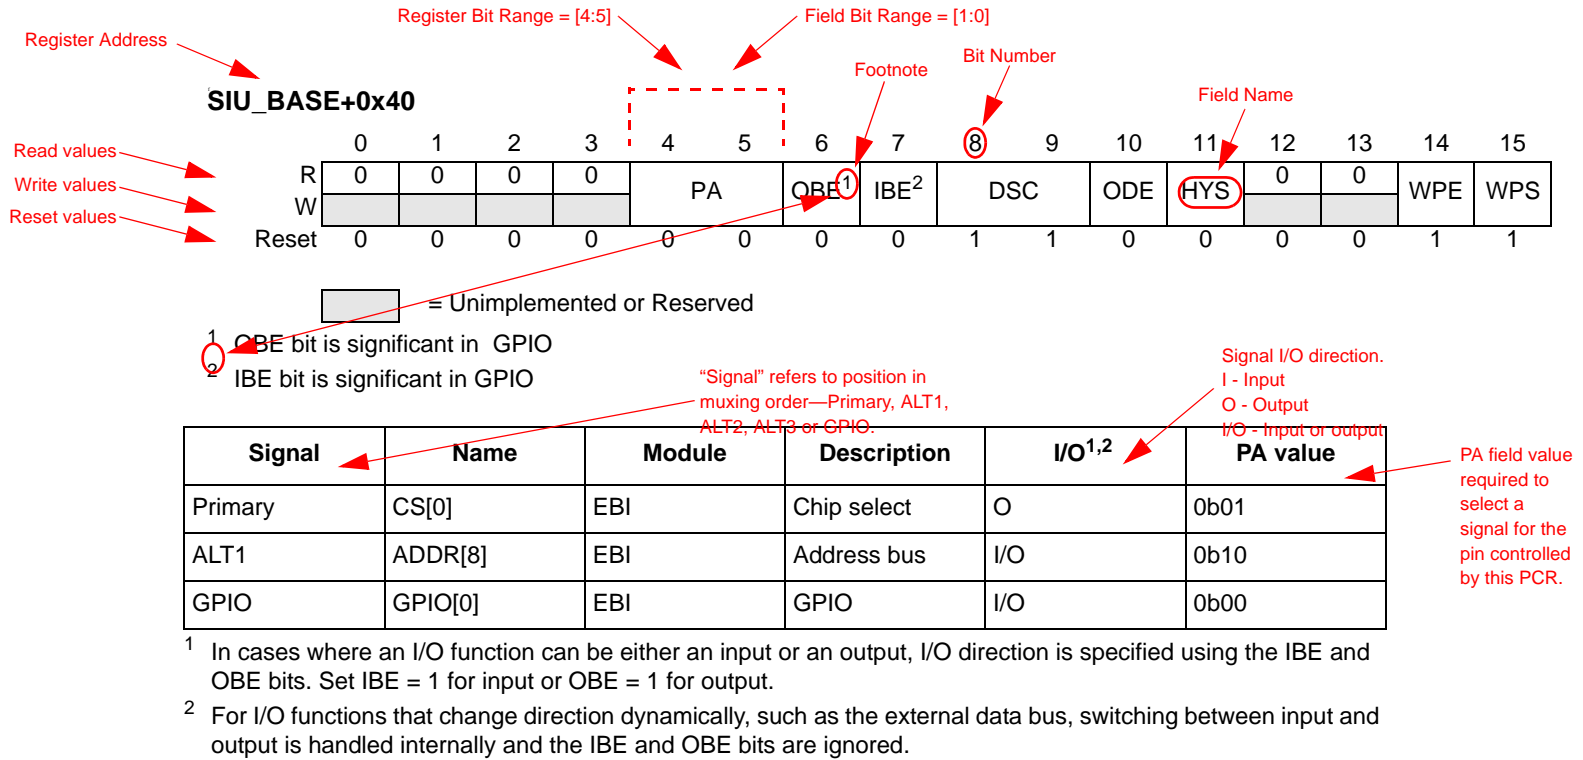 Register Bit Range = [4:5]
Field Bit Range = [1:0]
Register Address
Footnote
Bit Number
Field Name
SIU_BASE+0x40
0 1 2 3 4 5 6 7 8 9 10 11 12 13 14 15
Read values
R 0 0 0 0 PA OBE1 IBE2 DSC ODE HYS 0 0 WPE WPS
Write values
W
Reset values
Reset 0 0 0 0 0 0 0 0 1 1 0 0 0 0 1 1
= Unimplemented or Reserved
1 OBE bit is significant in GPIO
2 IBE bit is significant in GPIO
“Signal” refers to position in
muxing order—Primary, ALT1,
ALT2, ALT3 or GPIO.
Signal I/O direction.
I - Input
O - Output
I/O - Input or output
Signal Name Module Description I/O1,2 PA value
Primary CS[0] EBI Chip select O 0b01
ALT1 ADDR[8] EBI Address bus I/O 0b10
GPIO GPIO[0] EBI GPIO I/O 0b00
PA field value
required to
select a
signal for the
pin controlled
by this PCR.
1 In cases where an I/O function can be either an input or an output, I/O direction is specified using the IBE and
OBE bits. Set IBE = 1 for input or OBE = 1 for output.
2 For I/O functions that change direction dynamically, such as the external data bus, switching between input and
output is handled internally and the IBE and OBE bits are ignored.